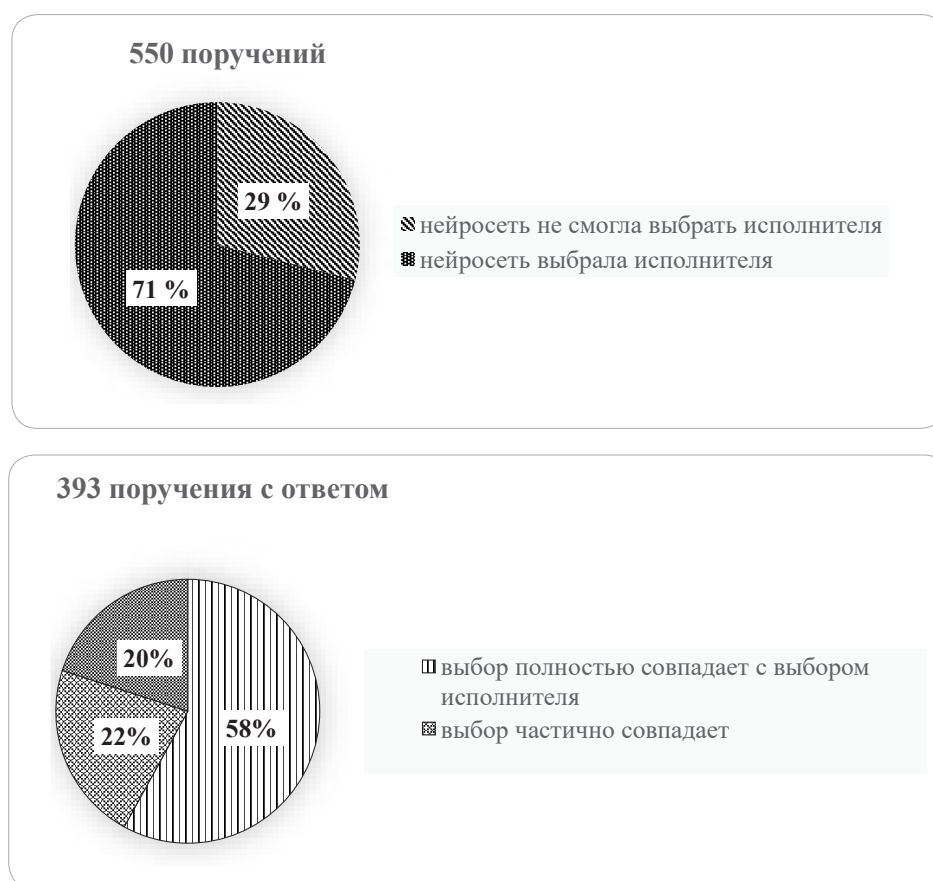 550 поручений
29 %
71 %
нейросеть не смогла выбрать исполнителя
нейросеть выбрала исполнителя
393 поручения с ответом
20%
22%
58%
выбор полностью совпадает с выбором
исполнителя
выбор частично совпадает